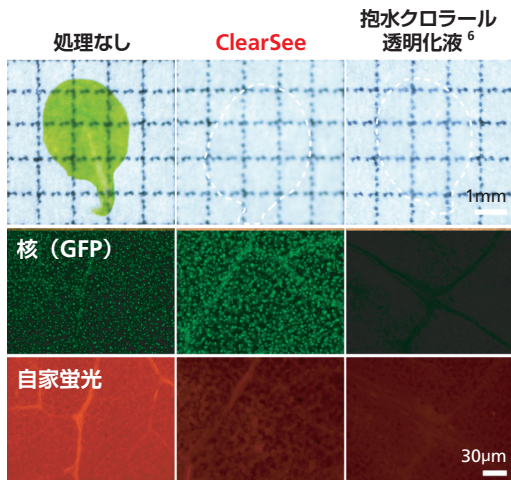 処理なし
ClearSee
抱水クロラール
透明化液 6
1mm
核（GFP）
自家蛍光
30μm